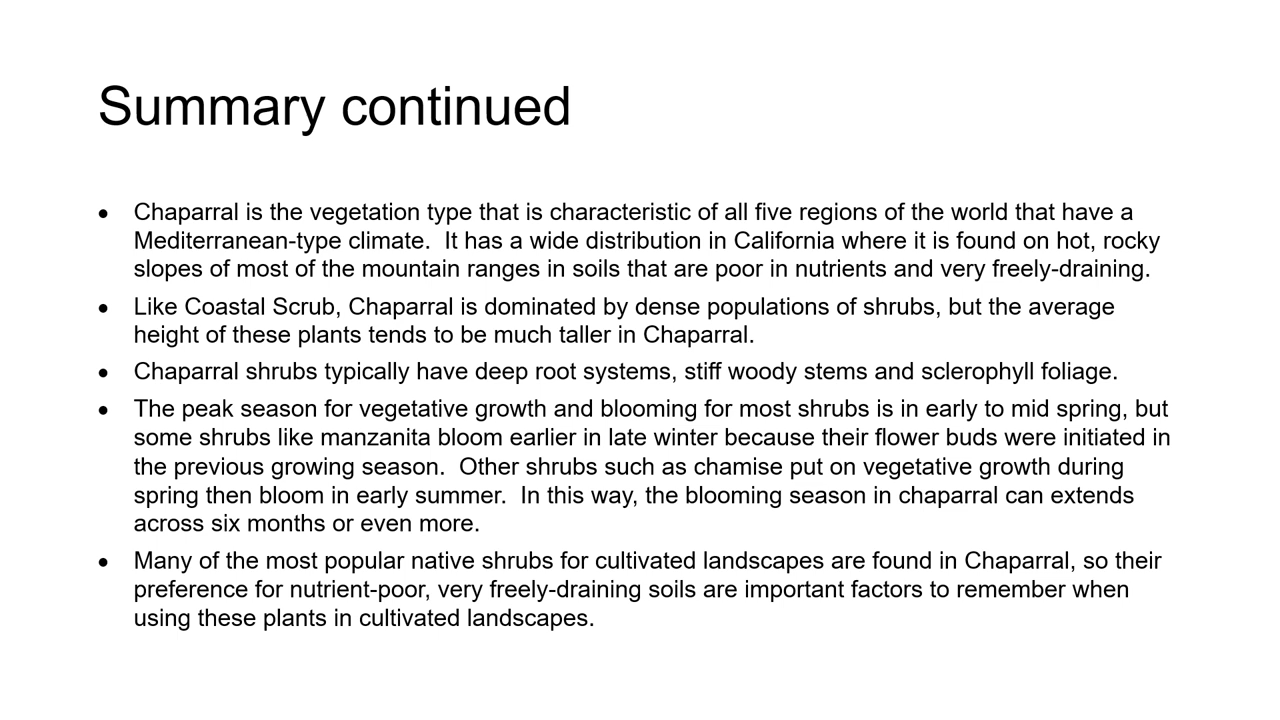 Summary continued
• Chaparral is the vegetation type that is characteristic of all five regions of the world that have a
Mediterranean-type climate.  It has a wide distribution in California where it is found on hot, rocky
slopes of most of the mountain ranges in soils that are poor in nutrients and very freely-draining.
• Like Coastal Scrub, Chaparral is dominated by dense populations of shrubs, but the average
height of these plants tends to be much taller in Chaparral.
• Chaparral shrubs typically have deep root systems, stiff woody stems and sclerophyll foliage.
• The peak season for vegetative growth and blooming for most shrubs is in early to mid spring, but
some shrubs like manzanita bloom earlier in late winter because their flower buds were initiated in
the previous growing season.  Other shrubs such as chamise put on vegetative growth during
spring then bloom in early summer.  In this way, the blooming season in chaparral can extends
across six months or even more.
• Many of the most popular native shrubs for cultivated landscapes are found in Chaparral, so their
preference for nutrient-poor, very freely-draining soils are important factors to remember when
using these plants in cultivated landscapes.